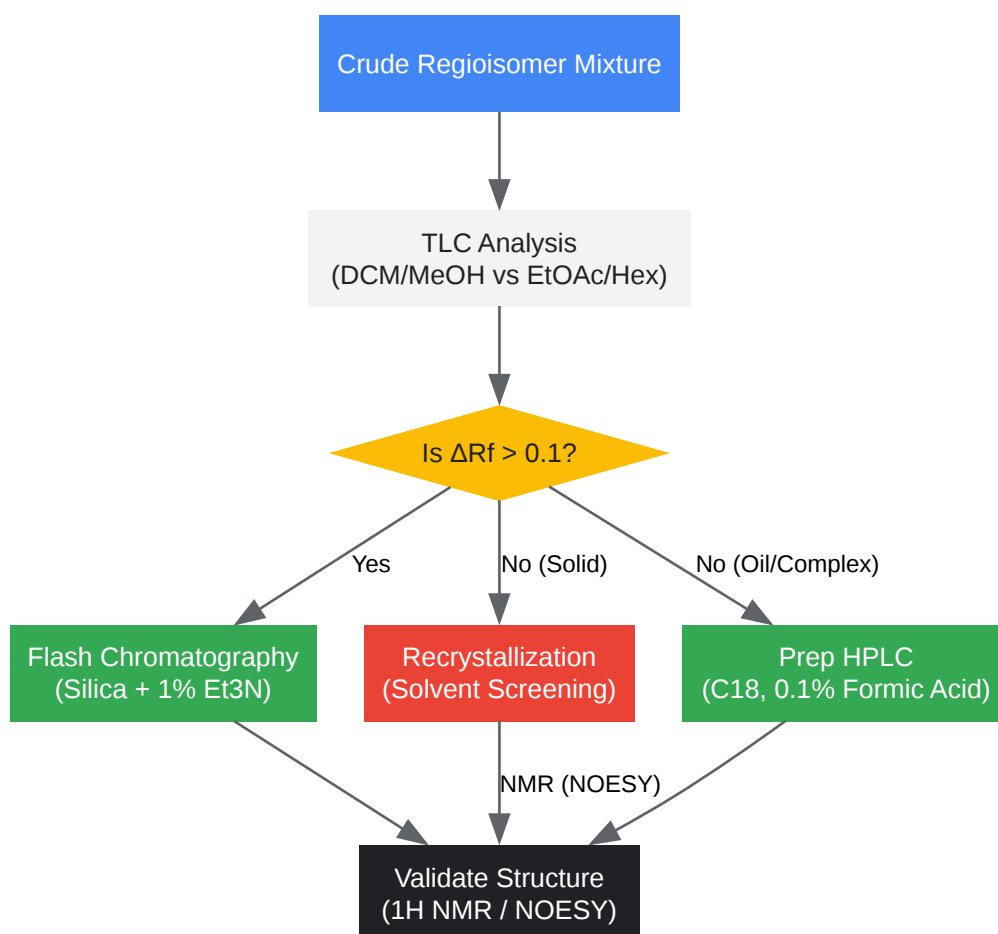 Crude Regioisomer Mixture
TLC Analysis
(DCM/MeOH vs EtOAc/Hex)
Is ΔRf > 0.1?
Yes
No (Solid)
No (Oil/Complex)
Flash Chromatography
(Silica + 1% Et3N)
Recrystallization
(Solvent Screening)
Prep HPLC
(C18, 0.1% Formic Acid)
NMR (NOESY)
Validate Structure
(1H NMR / NOESY)